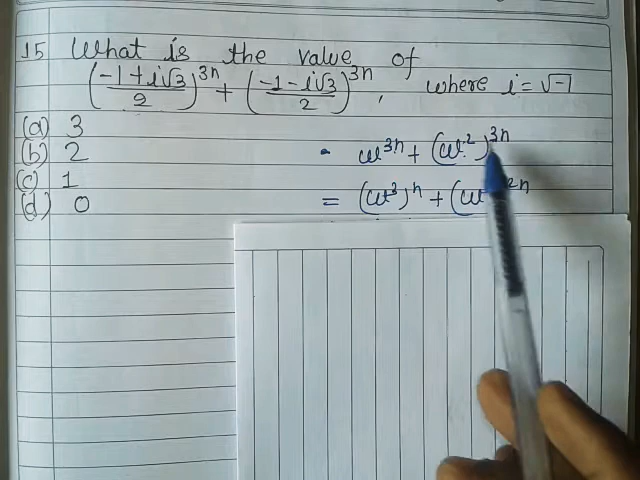 15 What is the value of
(-1+i√3/2)^3n + (-1-i√3/2)^3n, where i=√-1
(a) 3
(b) 2
(c) 1
(d) 0
= ω^3n + (ω^2)^3n
= (ω^3)^n + (ω 2n